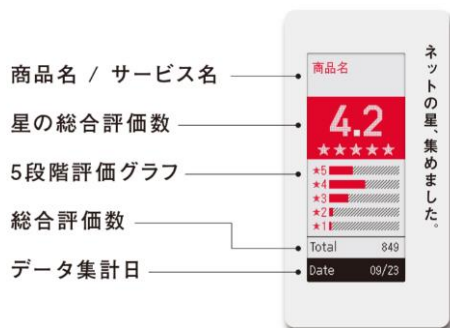 商品名 / サービス名
星の総合評価数
5段階評価グラフ
総合評価数
データ集計日
商品名
4.2
★★★★★
★5
★4
★3
★2
★1
Total 849
Date 09/23
ネットの星、集めました。